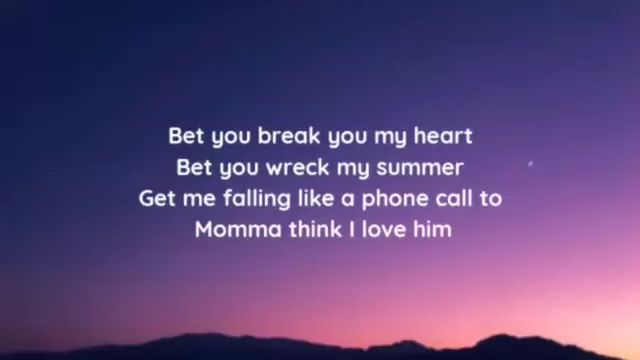 Bet you break you my heart
Bet you wreck my summer
Get me falling like a phone call to
Momma think I love him